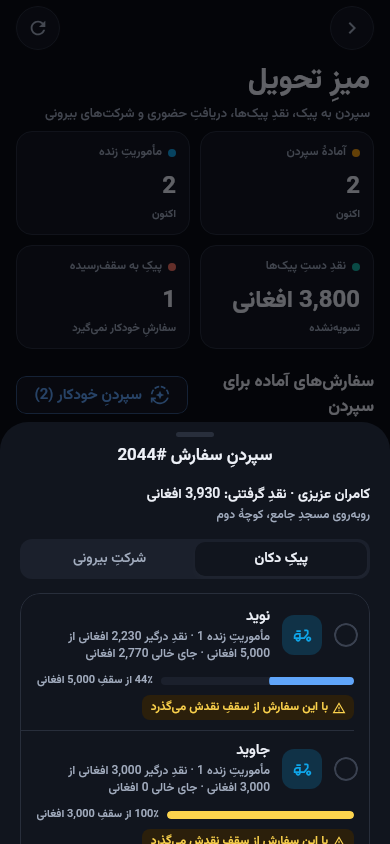 میزِ تحویل
سپردن به پیک، نقدِ پیک‌ها، دریافتِ حضوری و شرکت‌های بیرونی
آمادهٔ سپردن
2
اکنون
مأموریتِ زنده
2
اکنون
نقدِ دستِ پیک‌ها
3,800 افغانی
تسویه‌نشده
پیکِ به سقف‌رسیده
1
سفارشِ خودکار نمی‌گیرد
سفارش‌های آماده برای
سپردن
سپردنِ خودکار (2)
سپردنِ سفارش #2044
کامران عزیزی · نقدِ گرفتنی: 3,930 افغانی
روبه‌روی مسجدِ جامع، کوچهٔ دوم
پیکِ دکان
شرکتِ بیرونی
نوید
مأموریتِ زنده 1 · نقدِ درگیر 2,230 افغانی از
5,000 افغانی · جای خالی 2,770 افغانی
44٪ از سقفِ 5,000 افغانی
با این سفارش از سقفِ نقدش می‌گذرد
جاوید
مأموریتِ زنده 1 · نقدِ درگیر 3,000 افغانی از
3,000 افغانی · جای خالی 0 افغانی
100٪ از سقفِ 3,000 افغانی
با این سفارش از سقفِ نقدش می‌گذرد